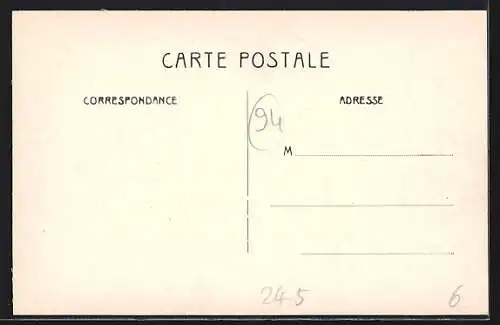 CARTE POSTALE
CORRESPONDANCE
ADRESSE
94
M
245
6